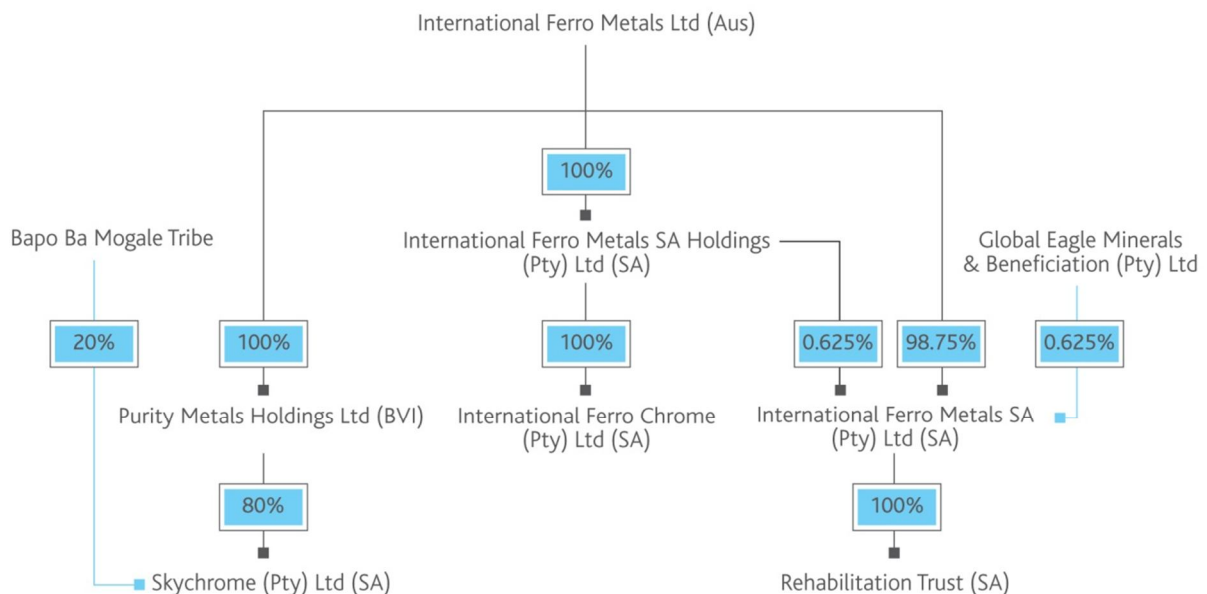 International Ferro Metals Ltd (Aus)
100%
Bapo Ba Mogale Tribe
International Ferro Metals SA Holdings
(Pty) Ltd (SA)
Global Eagle Minerals
& Beneficiation (Pty) Ltd
20%
100%
100%
0.625%
98.75%
0.625%
Purity Metals Holdings Ltd (BVI)
International Ferro Chrome
(Pty) Ltd (SA)
International Ferro Metals SA
(Pty) Ltd (SA)
80%
100%
Skychrome (Pty) Ltd (SA)
Rehabilitation Trust (SA)